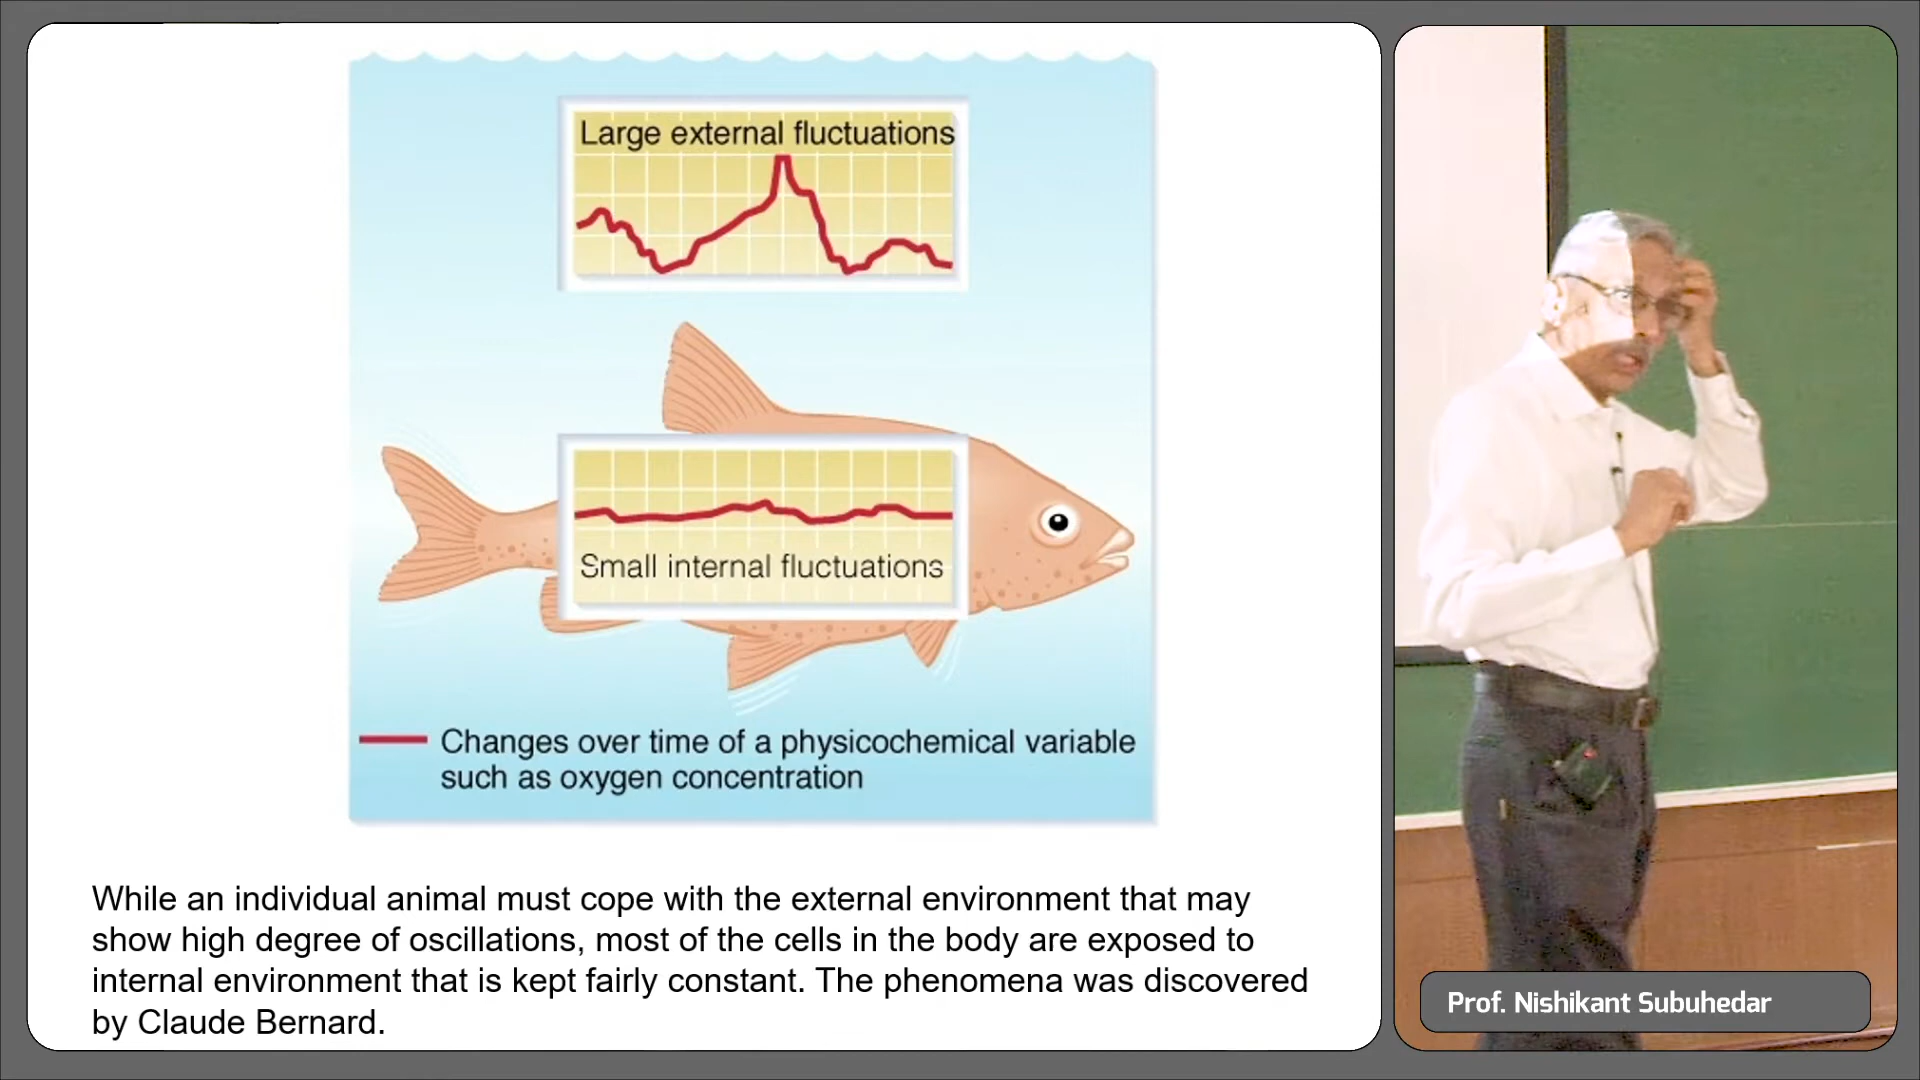 Large external fluctuations
Small internal fluctuations
Changes over time of a physicochemical variable
such as oxygen concentration
While an individual animal must cope with the external environment that may
show high degree of oscillations, most of the cells in the body are exposed to
internal environment that is kept fairly constant. The phenomena was discovered
by Claude Bernard.
Prof. Nishikant Subuhedar